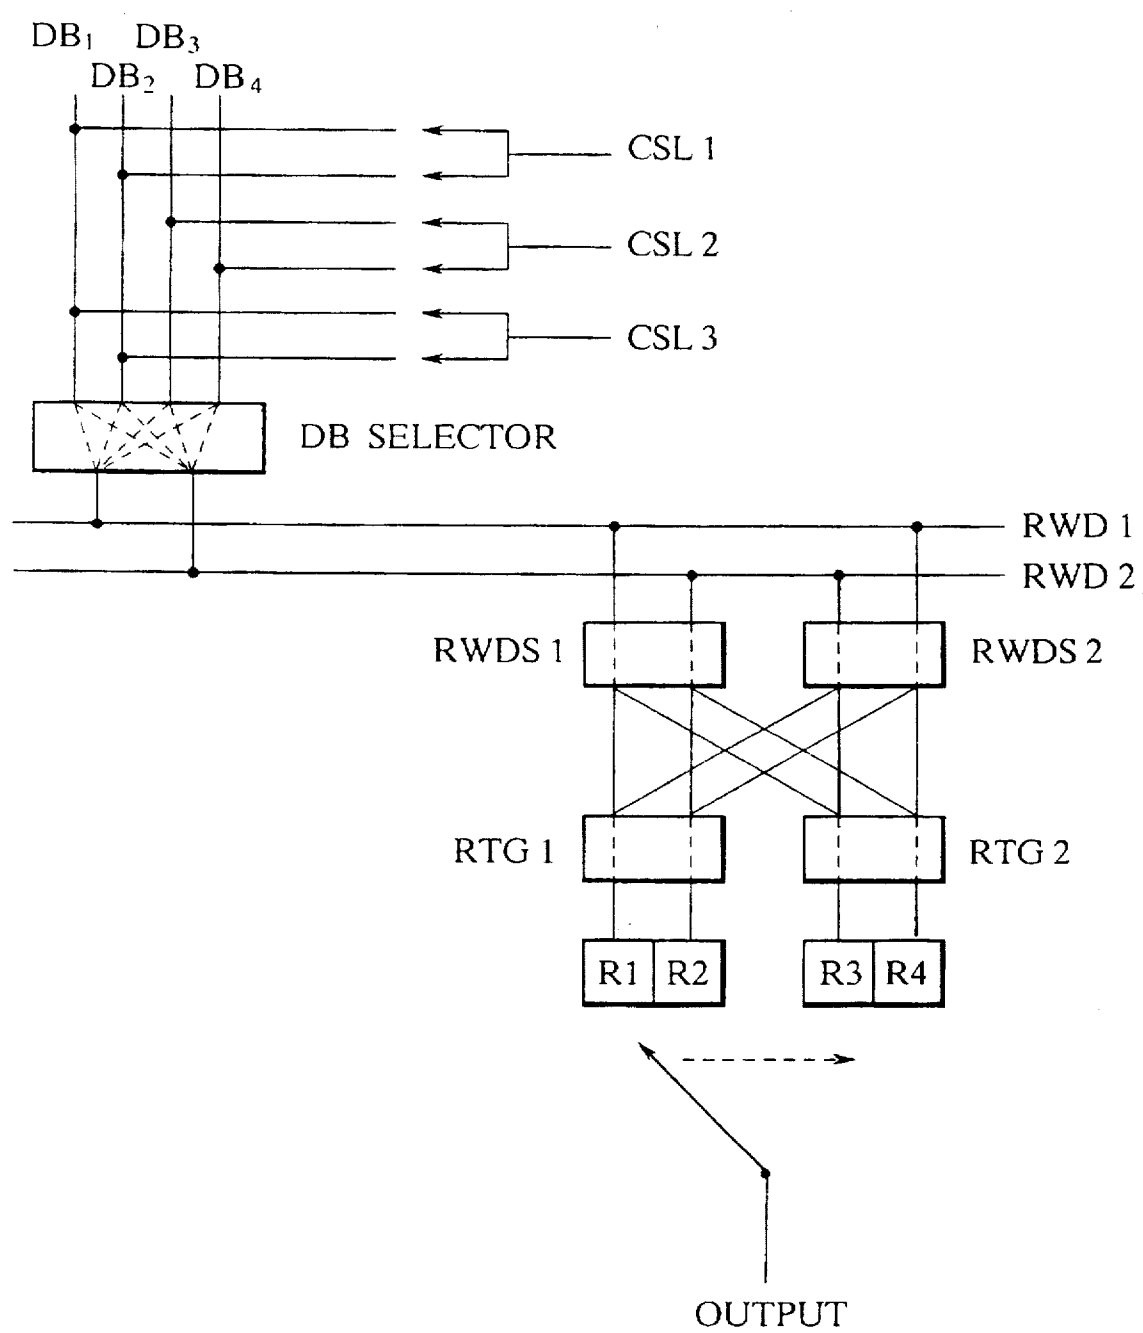 DB₁ DB₃
DB₂ DB₄
CSL 1
CSL 2
CSL 3
DB SELECTOR
RWD 1
RWD 2
RWDS 1
RWDS 2
RTG 1
RTG 2
R1 R2 R3 R4
OUTPUT